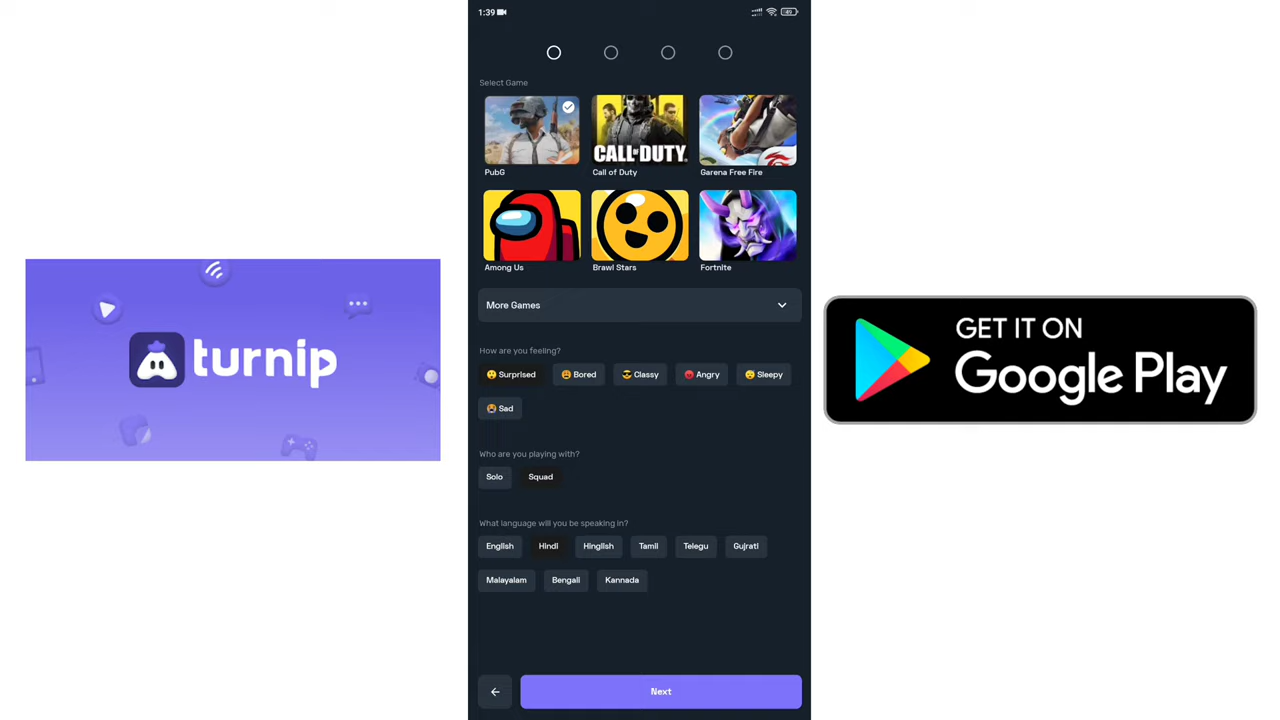 1:39
49
Select Game
CALL OF DUTY.
PubG
Call of Duty
Garena Free Fire
Among Us
Brawl Stars
Fortnite
More Games
How are you feeling?
Surprised
Bored
Classy
Angry
Sleepy
Sad
Who are you playing with?
Solo
Squad
What language will you be speaking in?
English
Hindi
Hinglish
Tamil
Telegu
Gujrati
Malayalam
Bengali
Kannada
Next
turnip
GET IT ON
Google Play